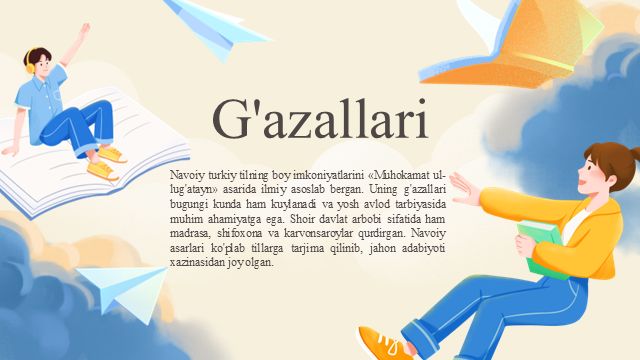 G'azallari
Navoiy turkiy tilning boy imkoniyatlarini «Muhokamat ul-
lug'atayn» asarida ilmiy asoslab bergan. Uning g'azallari
bugungi kunda ham kuylanadi va yosh avlod tarbiyasida
muhim ahamiyatga ega. Shoir davlat arbobi sifatida ham
madrasa, shifoxona va karvonsaroylar qurdirgan. Navoiy
asarlari ko'plab tillarga tarjima qilinib, jahon adabiyoti
xazinasidan joy olgan.